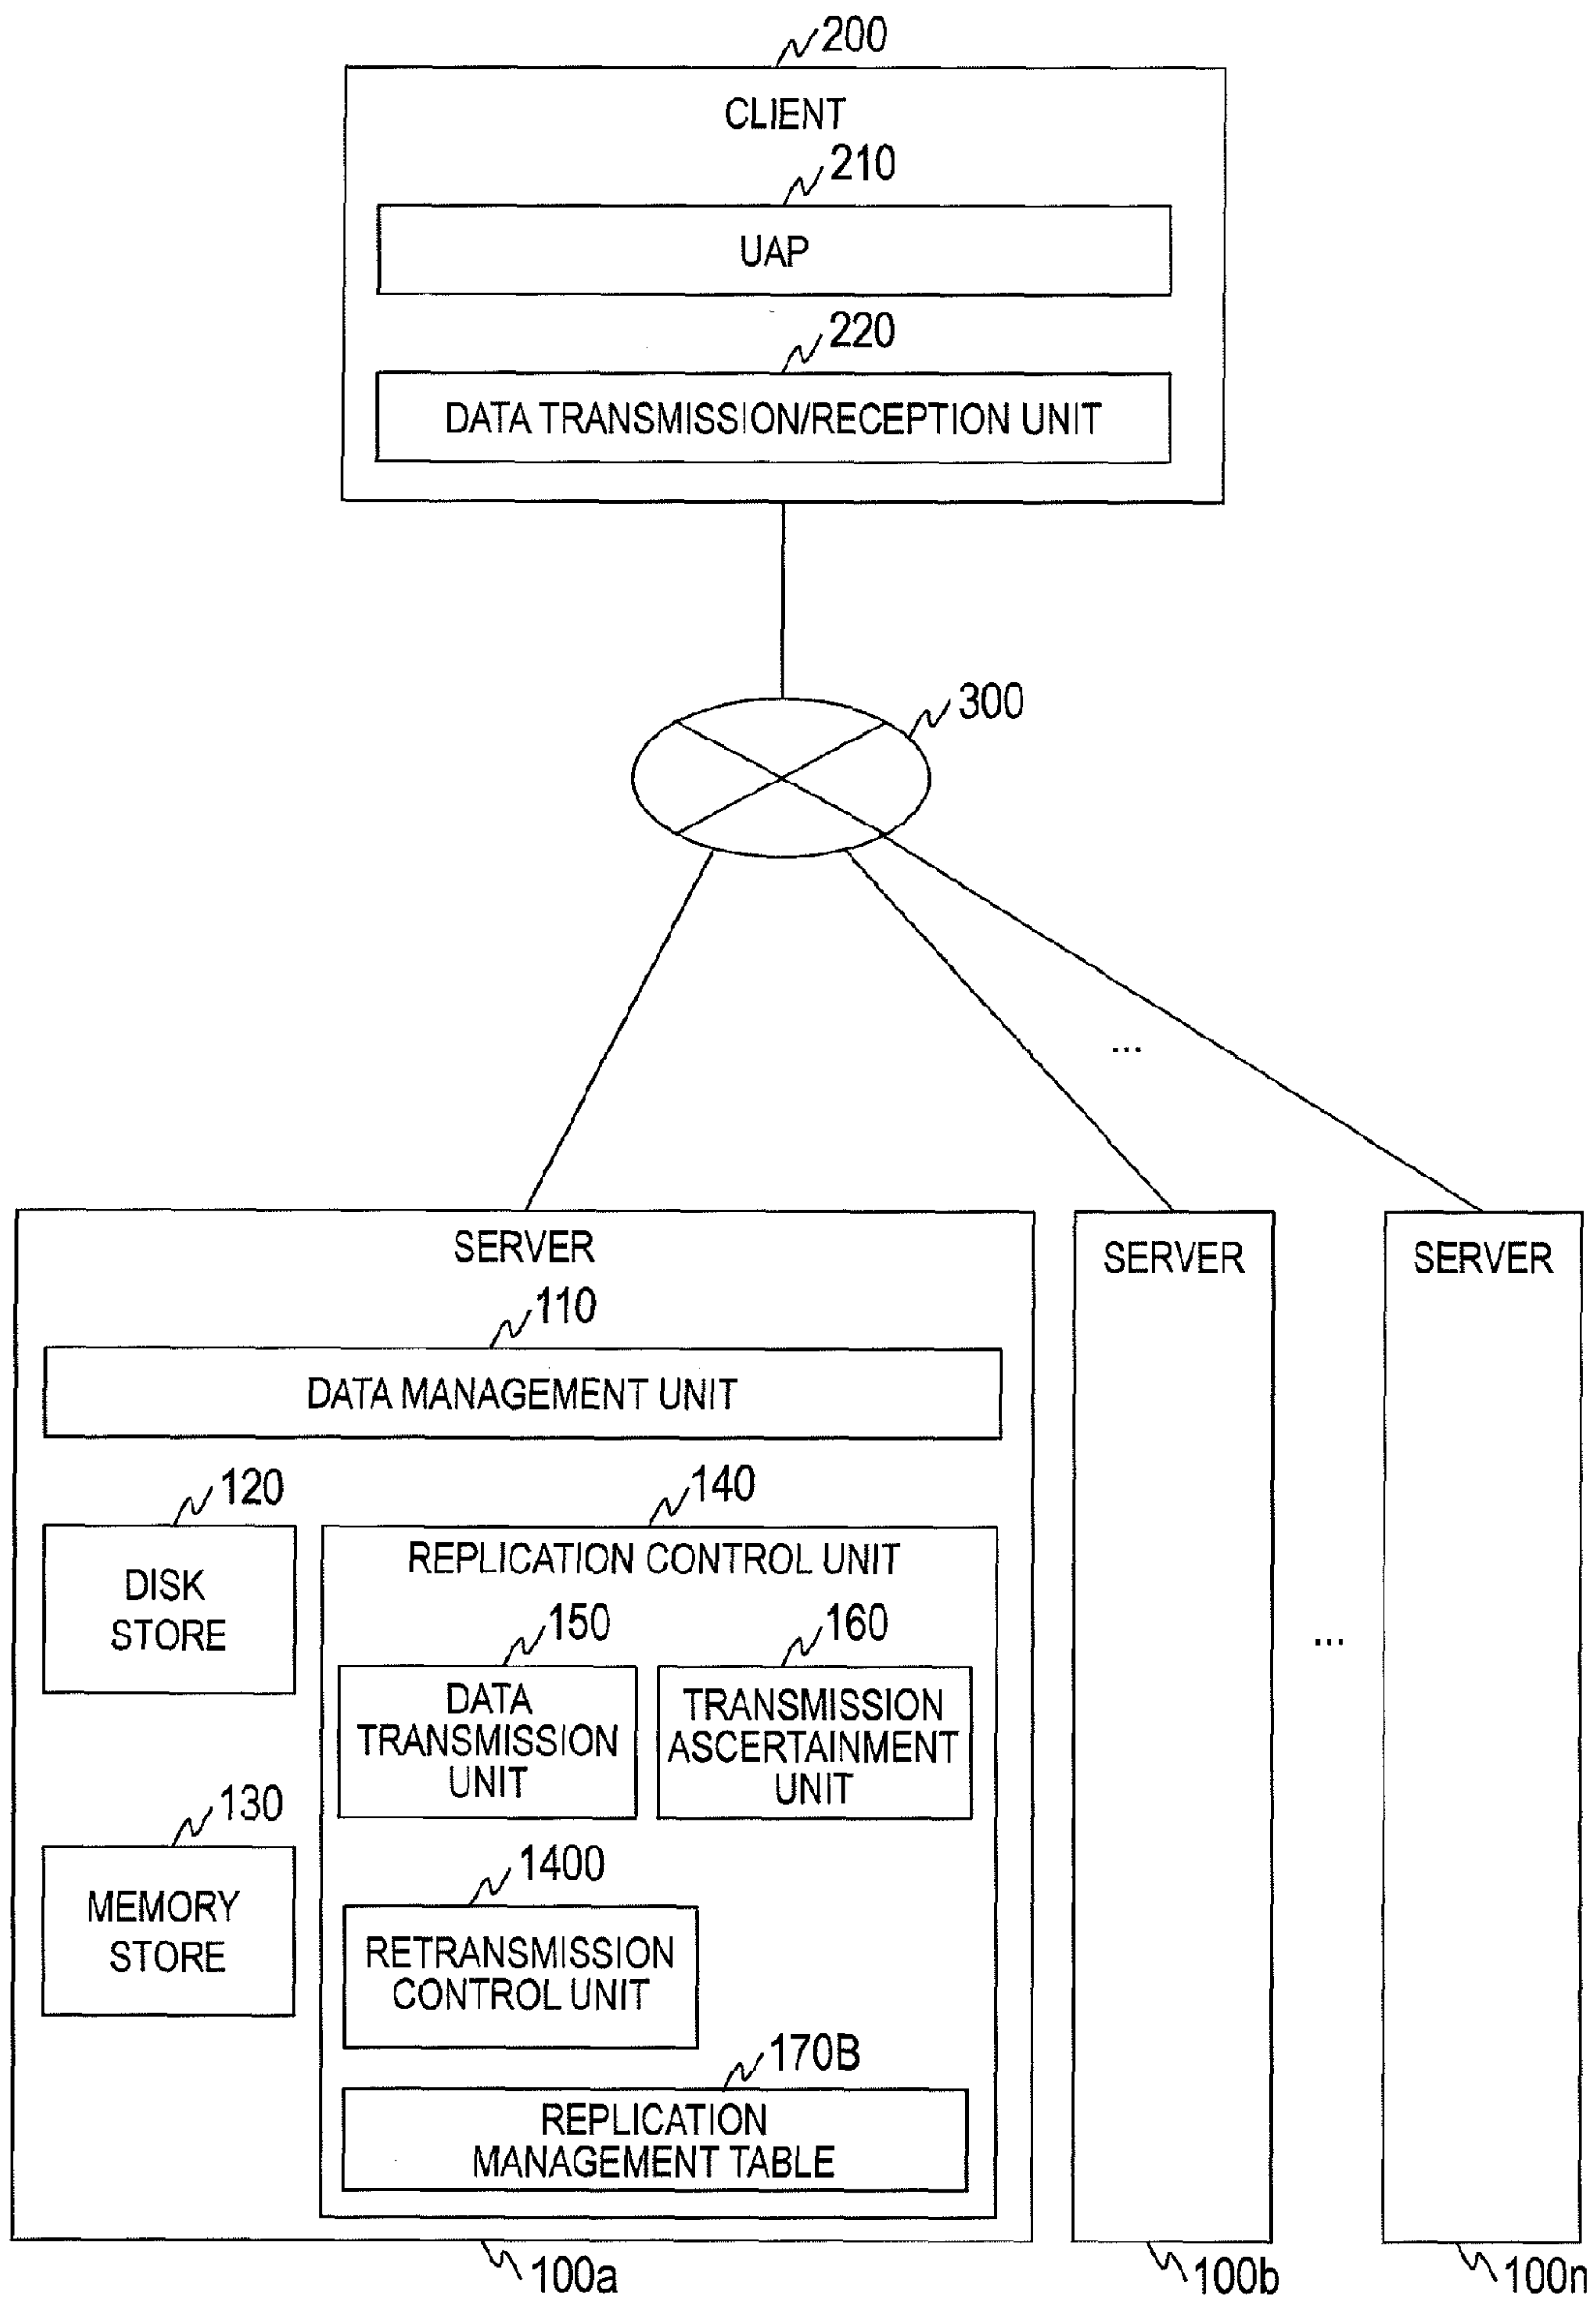 200
CLIENT
210
UAP
220
DATA TRANSMISSION/RECEPTION UNIT
300
...
SERVER
SERVER
SERVER
110
DATA MANAGEMENT UNIT
120
140
DISK
STORE
REPLICATION CONTROL UNIT
150
160
DATA
TRANSMISSION
UNIT
TRANSMISSION
ASCERTAINMENT
UNIT
...
130
MEMORY
STORE
1400
RETRANSMISSION
CONTROL UNIT
170B
REPLICATION
MANAGEMENT TABLE
100a
100b
100n